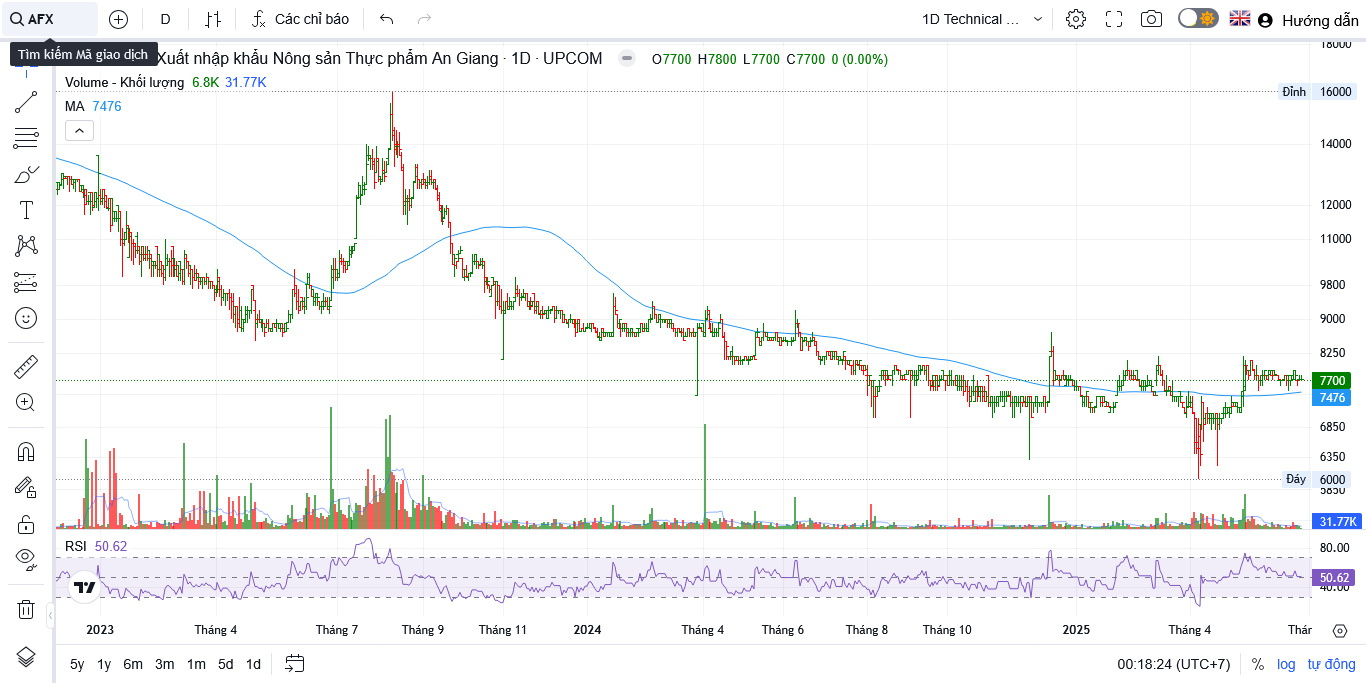 AFX
D
Các chỉ báo
1D Technical ...
Hướng dẫn
Tìm kiếm Mã giao dịch
Xuất nhập khẩu Nông sản Thực phẩm An Giang · 1D · UPCOM
O7700 H7800 L7700 C7700 0 (0.00%)
Volume - Khối lượng 6.8K 31.77K
MA 7476
18000
Đỉnh 16000
14000
12000
11000
9800
9000
8250
7700
7476
6850
6350
Đáy 6000
5850
31.77K
RSI 50.62
80.00
50.62
40.00
2023 Tháng 4 Tháng 7 Tháng 9 Tháng 11 2024 Tháng 4 Tháng 6 Tháng 8 Tháng 10 2025 Tháng 4 Thár
5y 1y 6m 3m 1m 5d 1d
00:18:24 (UTC+7) % log tự động